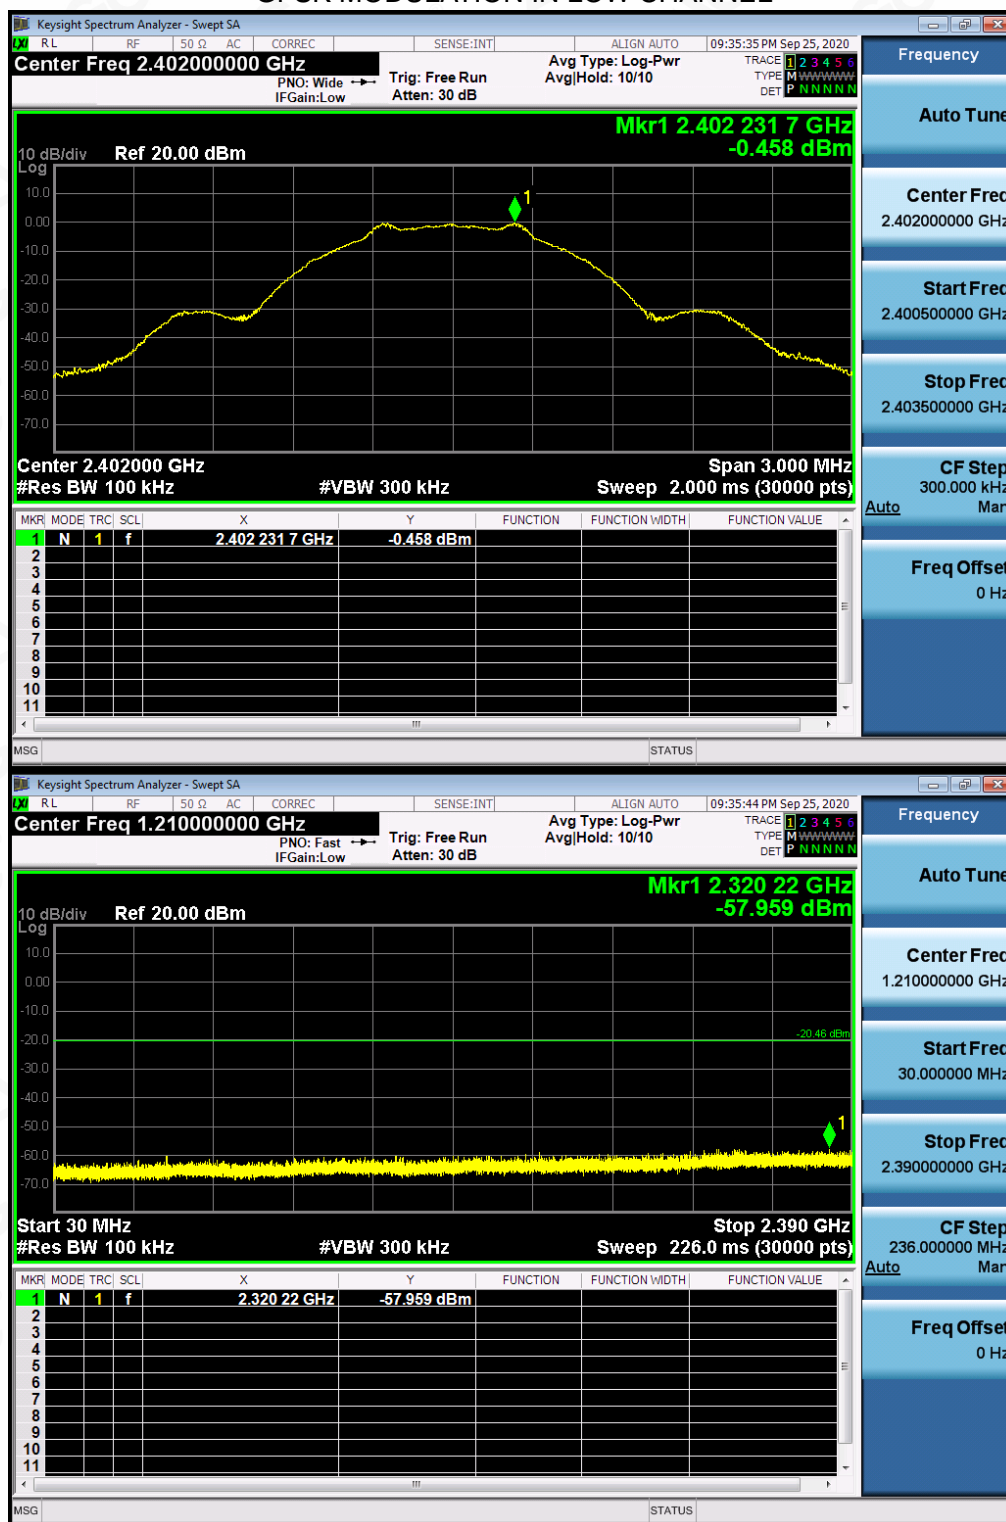 GFSK MODULATION IN LOW CHANNEL
Keysight Spectrum Analyzer - Swept SA
LXI RL RF 50 Ω AC CORREC SENSE:INT ALIGN AUTO 09:35:35 PM Sep 25, 2020
Center Freq 2.402000000 GHz
PNO: Wide
IFGain:Low
Trig: Free Run
Atten: 30 dB
Avg Type: Log-Pwr
Avg|Hold: 10/10
TRACE 1 2 3 4 5 6
TYPE M WWWWW
DET P N N N N N
Mkr1 2.402 231 7 GHz
-0.458 dBm
10 dB/div
Log
Ref 20.00 dBm
1
10.0
0.00
-10.0
-20.0
-30.0
-40.0
-50.0
-60.0
-70.0
Center 2.402000 GHz Span 3.000 MHz
#Res BW 100 kHz #VBW 300 kHz Sweep 2.000 ms (30000 pts)
MKR MODE TRC SCL X Y FUNCTION FUNCTION WIDTH FUNCTION VALUE
1 N 1 f 2.402 231 7 GHz -0.458 dBm
2
3
4
5
6
7
8
9
10
11
MSG STATUS
Frequency
Auto Tune
Center Freq
2.402000000 GHz
Start Freq
2.400500000 GHz
Stop Freq
2.403500000 GHz
CF Step
300.000 kHz
Auto Man
Freq Offset
0 Hz
Keysight Spectrum Analyzer - Swept SA
LXI RL RF 50 Ω AC CORREC SENSE:INT ALIGN AUTO 09:35:44 PM Sep 25, 2020
Center Freq 1.210000000 GHz
PNO: Fast
IFGain:Low
Trig: Free Run
Atten: 30 dB
Avg Type: Log-Pwr
Avg|Hold: 10/10
TRACE 1 2 3 4 5 6
TYPE M WWWWW
DET P N N N N N
Mkr1 2.320 22 GHz
-57.959 dBm
10 dB/div
Log
Ref 20.00 dBm
10.0
0.00
-10.0
-20.0
-20.46 dBm
-30.0
-40.0
-50.0
1
-60.0
-70.0
Start 30 MHz Stop 2.390 GHz
#Res BW 100 kHz #VBW 300 kHz Sweep 226.0 ms (30000 pts)
MKR MODE TRC SCL X Y FUNCTION FUNCTION WIDTH FUNCTION VALUE
1 N 1 f 2.320 22 GHz -57.959 dBm
2
3
4
5
6
7
8
9
10
11
MSG STATUS
Frequency
Auto Tune
Center Freq
1.210000000 GHz
Start Freq
30.000000 MHz
Stop Freq
2.390000000 GHz
CF Step
236.000000 MHz
Auto Man
Freq Offset
0 Hz